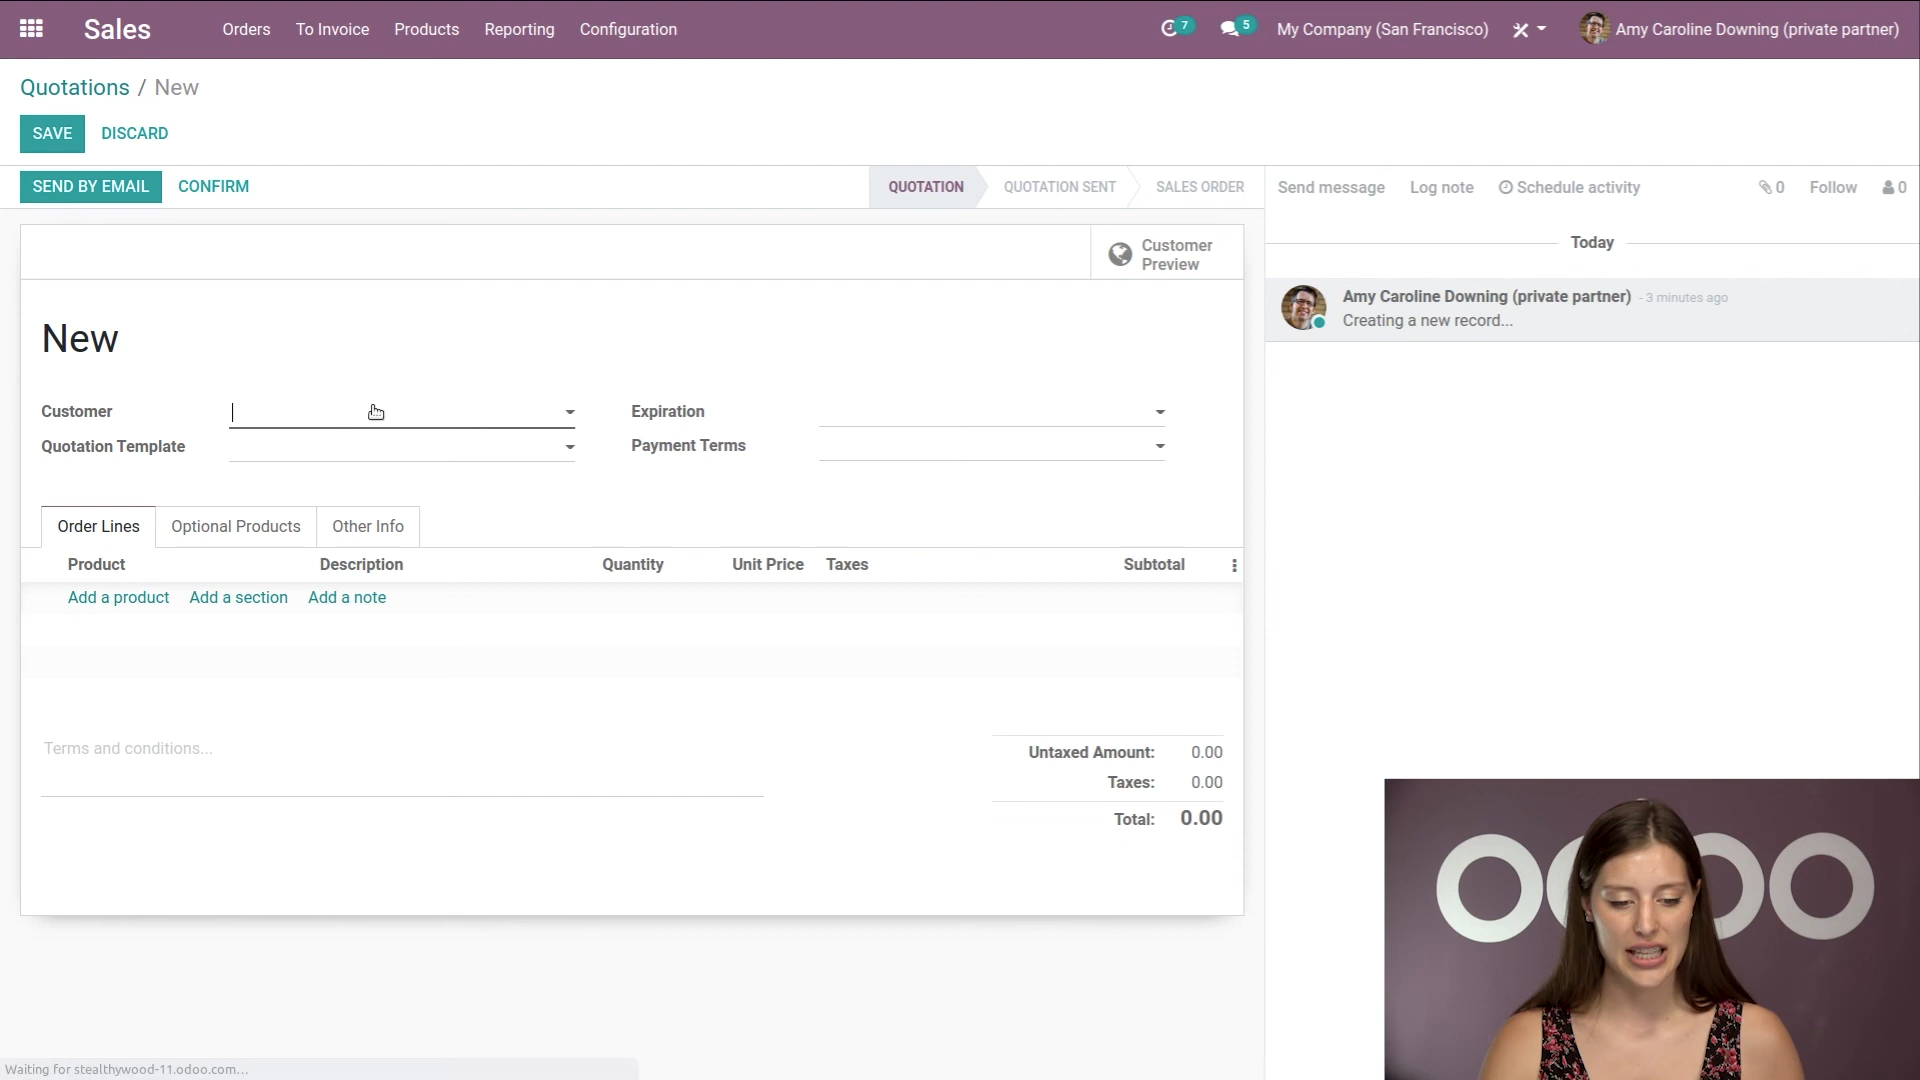 Sales
Orders To Invoice Products Reporting Configuration
7 5 My Company (San Francisco) Amy Caroline Downing (private partner)
Quotations / New
SAVE DISCARD
SEND BY EMAIL CONFIRM
QUOTATION QUOTATION SENT SALES ORDER
Send message Log note Schedule activity 0 Follow 0
Customer
Preview
Today
Amy Caroline Downing (private partner) - 3 minutes ago
Creating a new record...
New
Customer
Expiration
Quotation Template
Payment Terms
Order Lines Optional Products Other Info
Product Description Quantity Unit Price Taxes Subtotal
Add a product Add a section Add a note
Terms and conditions...
Untaxed Amount: 0.00
Taxes: 0.00
Total: 0.00
odoo
Waiting for stealthywood-11.odoo.com...